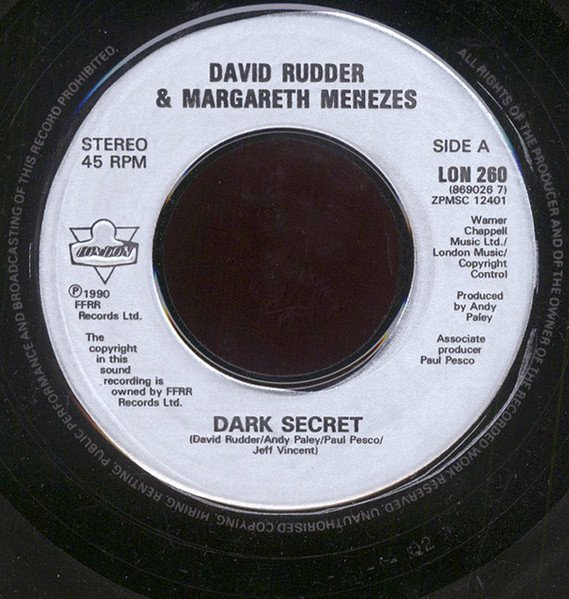 DAVID RUDDER
& MARGARETH MENEZES
STEREO
45 RPM
SIDE A
LON 260
(869026 7)
ZPMSC 12401
LONDON
Warner
Chappell
Music Ltd./
London Music/
Copyright
Control
℗ 1990
FFRR
Records Ltd.
Produced
by Andy
Paley
The
copyright
in this
sound
recording is
owned by FFRR
Records Ltd.
Associate
producer
Paul Pesco
DARK SECRET
(David Rudder/Andy Paley/Paul Pesco/
Jeff Vincent)
ALL RIGHTS OF THE PRODUCER AND OF THE OWNER OF THE RECORDED WORK RESERVED. UNAUTHORISED COPYING, HIRING, RENTING, PUBLIC PERFORMANCE AND BROADCASTING OF THIS RECORD PROHIBITED.